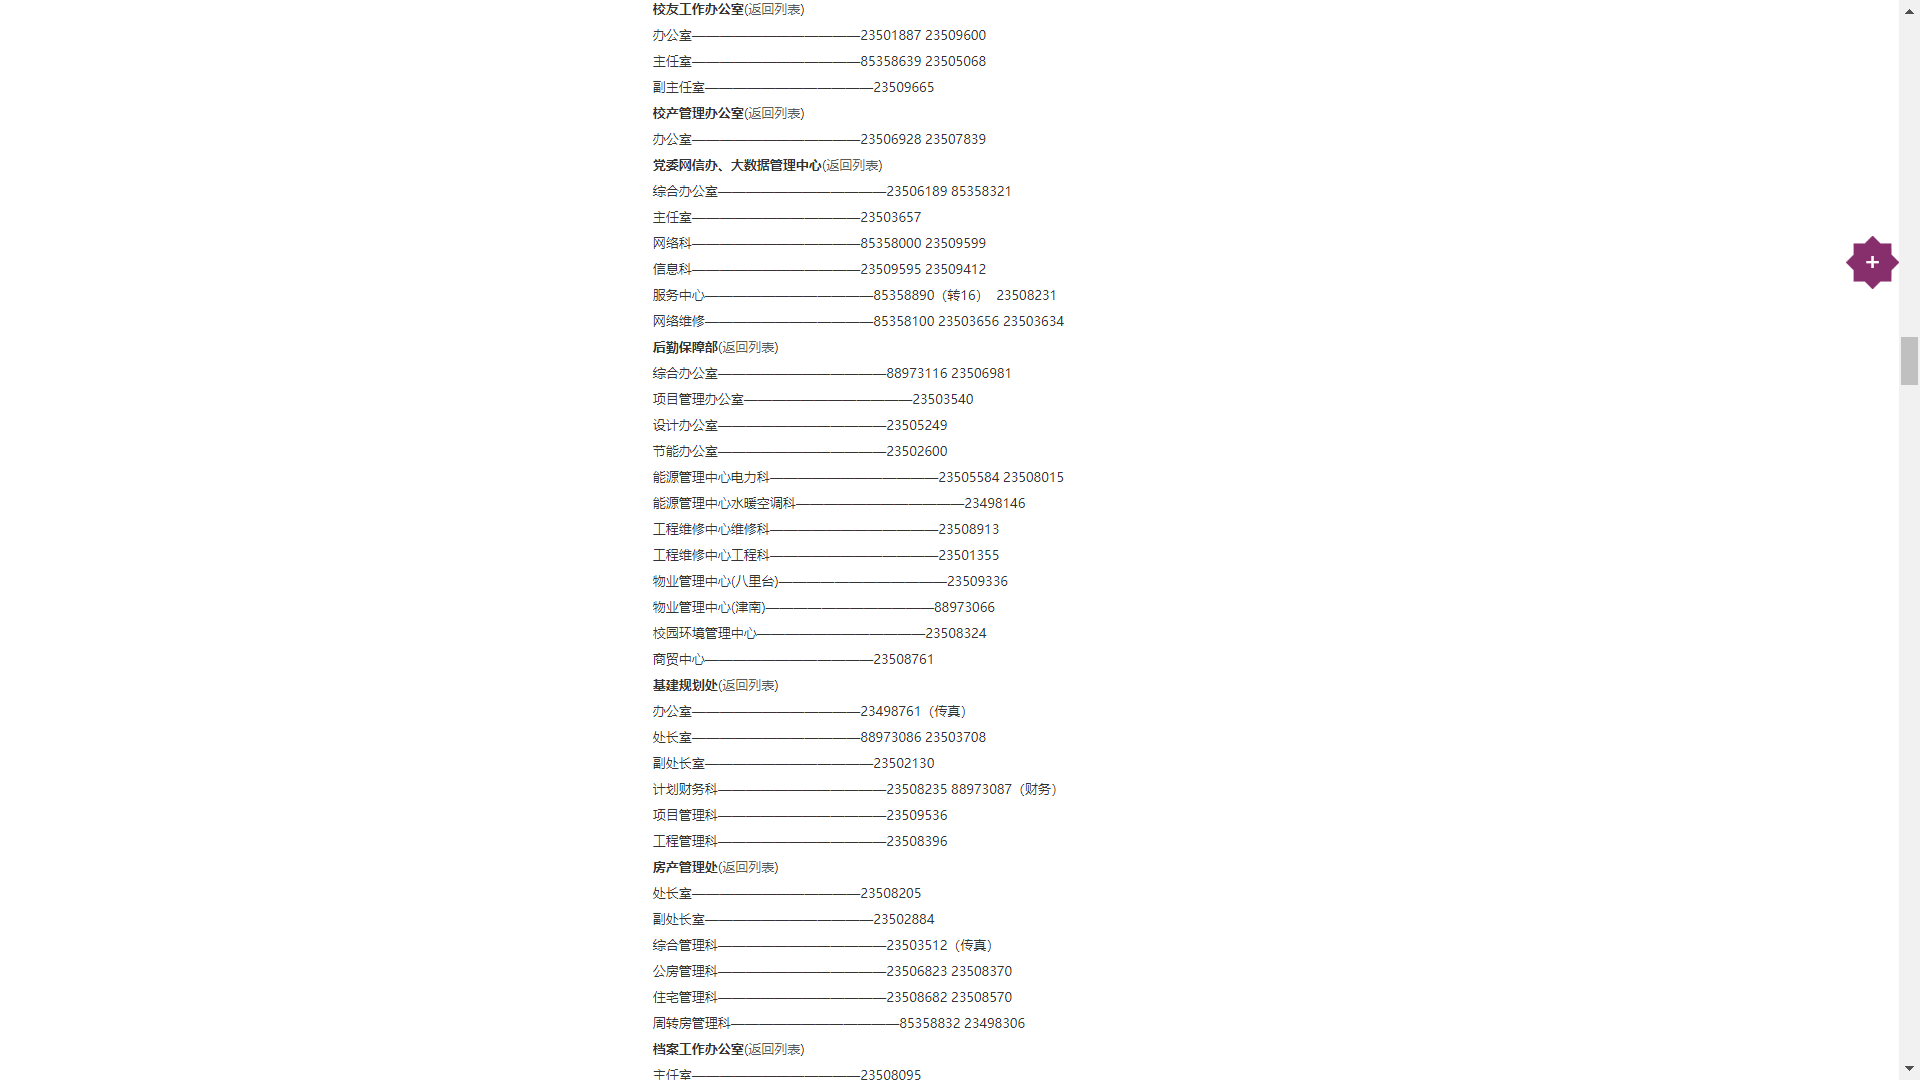 校友工作办公室(返回列表)
办公室—————————————23501887 23509600
主任室—————————————85358639 23505068
副主任室—————————————23509665
校产管理办公室(返回列表)
办公室—————————————23506928 23507839
党委网信办、大数据管理中心(返回列表)
综合办公室—————————————23506189 85358321
主任室—————————————23503657
网络科—————————————85358000 23509599
信息科—————————————23509595 23509412
服务中心—————————————85358890（转16） 23508231
网络维修—————————————85358100 23503656 23503634
后勤保障部(返回列表)
综合办公室—————————————88973116 23506981
项目管理办公室—————————————23503540
设计办公室—————————————23505249
节能办公室—————————————23502600
能源管理中心电力科—————————————23505584 23508015
能源管理中心水暖空调科—————————————23498146
工程维修中心维修科—————————————23508913
工程维修中心工程科—————————————23501355
物业管理中心(八里台)—————————————23509336
物业管理中心(津南)—————————————88973066
校园环境管理中心—————————————23508324
商贸中心—————————————23508761
基建规划处(返回列表)
办公室—————————————23498761（传真）
处长室—————————————88973086 23503708
副处长室—————————————23502130
计划财务科—————————————23508235 88973087（财务）
项目管理科—————————————23509536
工程管理科—————————————23508396
房产管理处(返回列表)
处长室—————————————23508205
副处长室—————————————23502884
综合管理科—————————————23503512（传真）
公房管理科—————————————23506823 23508370
住宅管理科—————————————23508682 23508570
周转房管理科—————————————85358832 23498306
档案工作办公室(返回列表)
主任室—————————————23508095